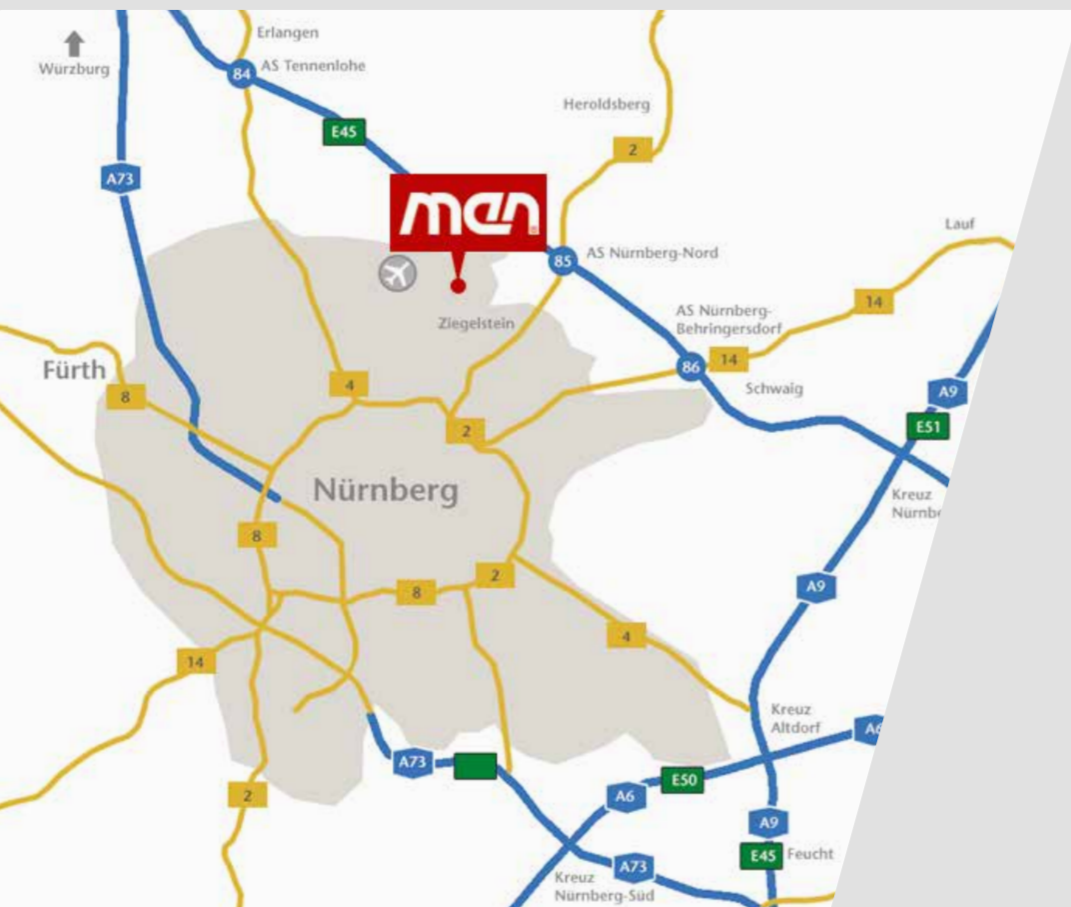 Erlangen
Würzburg
84
AS Tennenlohe
E45
Heroldsberg
2
A73
men
®
Lauf
85
AS Nürnberg-Nord
14
AS Nürnberg-
Behringersdorf
Ziegelstein
86
14
Schwaig
Fürth
8
4
A9
2
E51
Nürnberg
Kreuz
Nürnbe
8
2
8
A9
4
14
Kreuz
Altdorf
A6
A73
E50
2
A6
A9
E45
Feucht
A73
Kreuz
Nürnberg-Süd